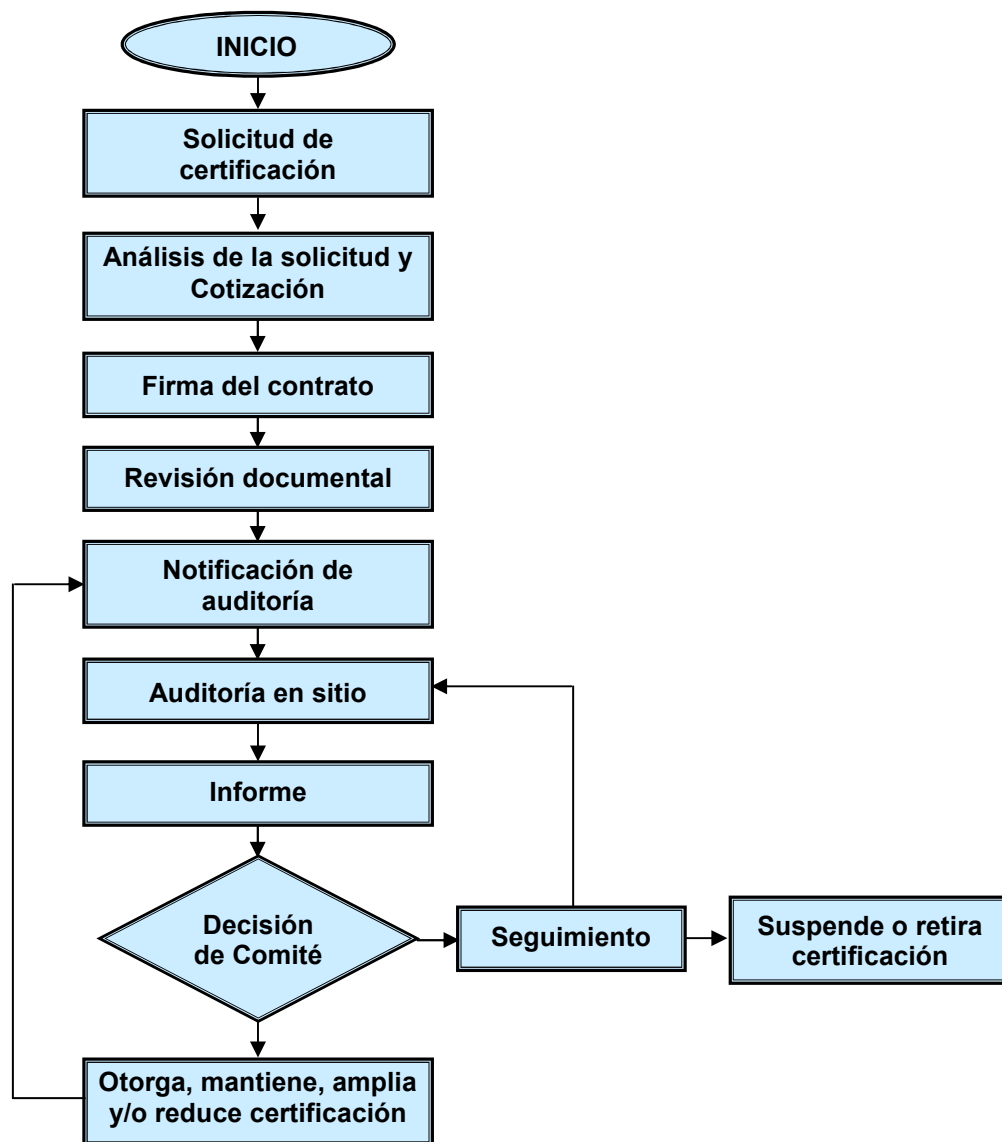 INICIO
Solicitud de
certificación
Análisis de la solicitud y
Cotización
Firma del contrato
Revisión documental
Notificación de
auditoría
Auditoría en sitio
Informe
Decisión
de Comité
Seguimiento
Suspende o retira
certificación
Otorga, mantiene, amplia
y/o reduce certificación